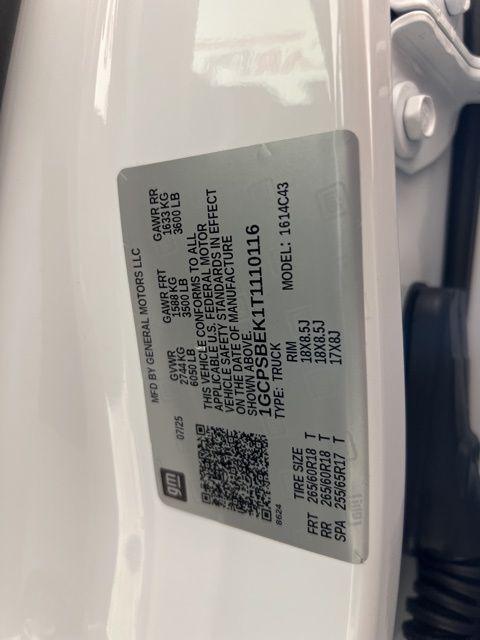 gm
07/25
MFD BY GENERAL MOTORS LLC
GVWR GAWR FRT GAWR RR
2744 KG 1588 KG 1633 KG
6050 LB 3500 LB 3600 LB
THIS VEHICLE CONFORMS TO ALL
APPLICABLE U.S. FEDERAL MOTOR
VEHICLE SAFETY STANDARDS IN EFFECT
ON THE DATE OF MANUFACTURE
SHOWN ABOVE.
1GCPSBEK1T1110116
8624
TYPE: TRUCK MODEL: 1614C43
TIRE SIZE RIM
FRT 265/60R18 T 18X8.5J
RR 265/60R18 T 18X8.5J
SPA 255/65R17 T 17X8J